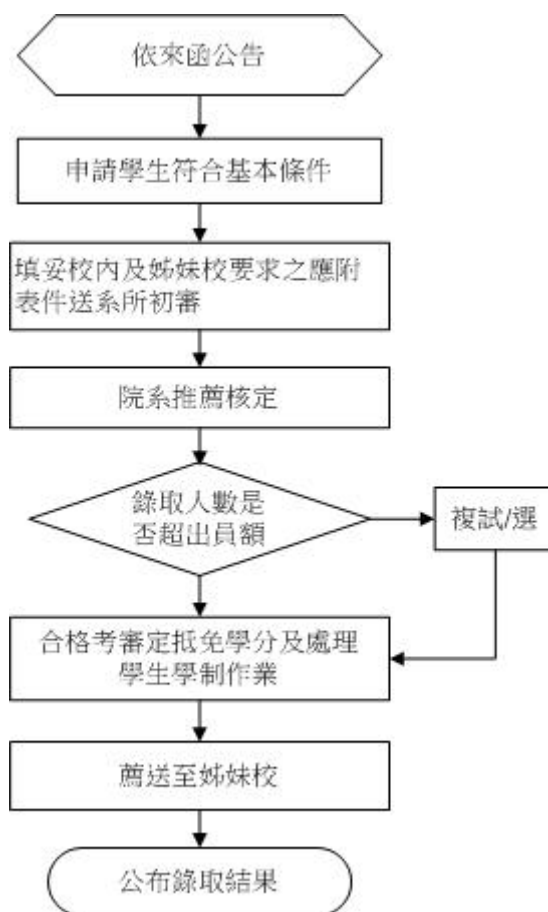 依來函公告
申請學生符合基本條件
填妥校內及姊妹校要求之應附
表件送系所初審
院系推薦核定
錄取人數是
否超出員額
複試/選
合格考審定抵免學分及處理
學生學制作業
薦送至姊妹校
公布錄取結果